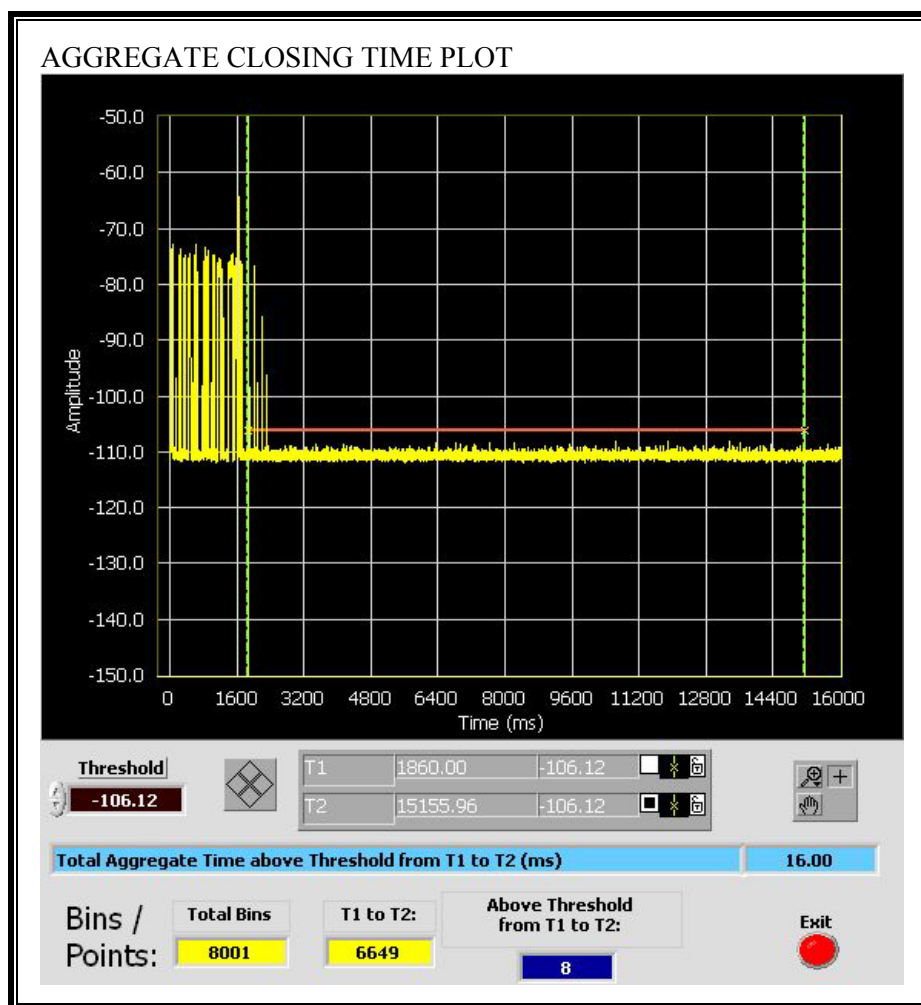 AGGREGATE CLOSING TIME PLOT
-50.0
-60.0
-70.0
-80.0
-90.0
-100.0
-110.0
-120.0
-130.0
-140.0
-150.0
Amplitude
0 1600 3200 4800 6400 8000 9600 11200 12800 14400 16000
Time (ms)
Threshold
-106.12
T1 1860.00 -106.12
T2 15155.96 -106.12
Total Aggregate Time above Threshold from T1 to T2 (ms) 16.00
Bins /
Points:
Total Bins
8001
T1 to T2:
6649
Above Threshold
from T1 to T2:
8
Exit